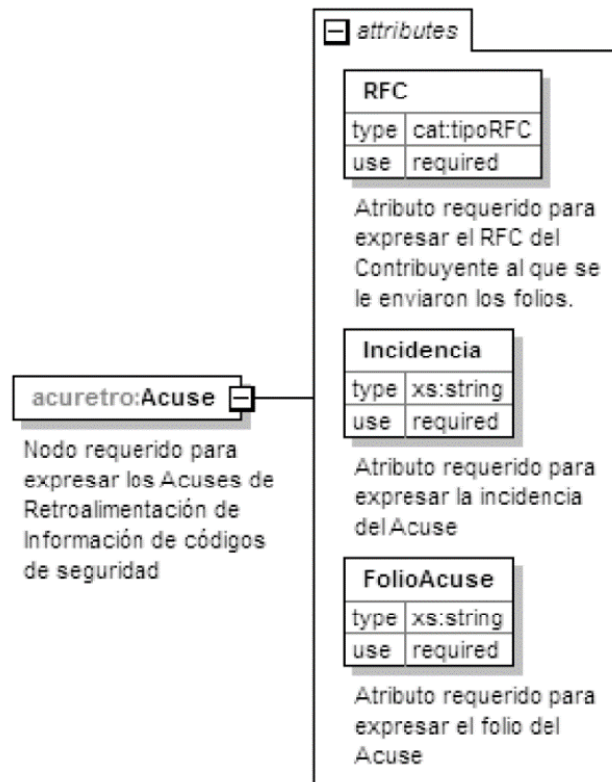 attributes
RFC
type cat:tipoRFC
use required
Atributo requerido para
expresar el RFC del
Contribuyente al que se
le enviaron los folios.
Incidencia
type xs:string
use required
Atributo requerido para
expresar la incidencia
del Acuse
FolioAcuse
type xs:string
use required
Atributo requerido para
expresar el folio del
Acuse
acuretro:Acuse
Nodo requerido para
expresar los Acuses de
Retroalimentación de
Información de códigos
de seguridad